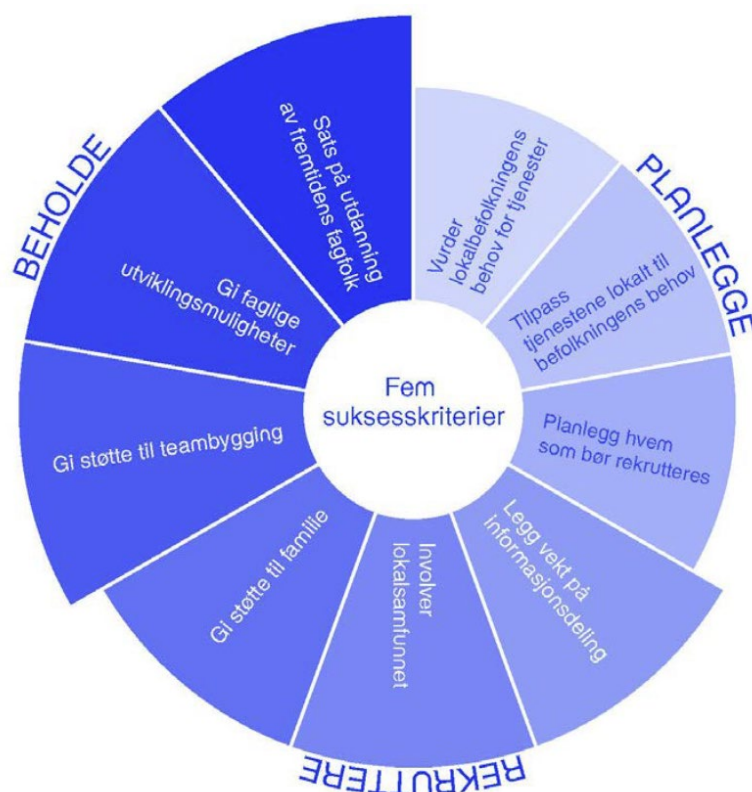 Fem
suksesskriterier
PLANLEGGE
Vurder
lokalbefolkningens
behov for tjenester
Tilpass
tjenestene lokalt til
befolkningens behov
Planlegg hvem
som bør rekrutteres
REKRUTTERE
Legg vekt på
informasjonsdeling
Involver
lokalsamfunnet
Gi støtte til familie
BEHOLDE
Gi støtte til teambygging
Gi faglige
utviklingsmuligheter
Sats på utdanning
av fremtidens fagfolk